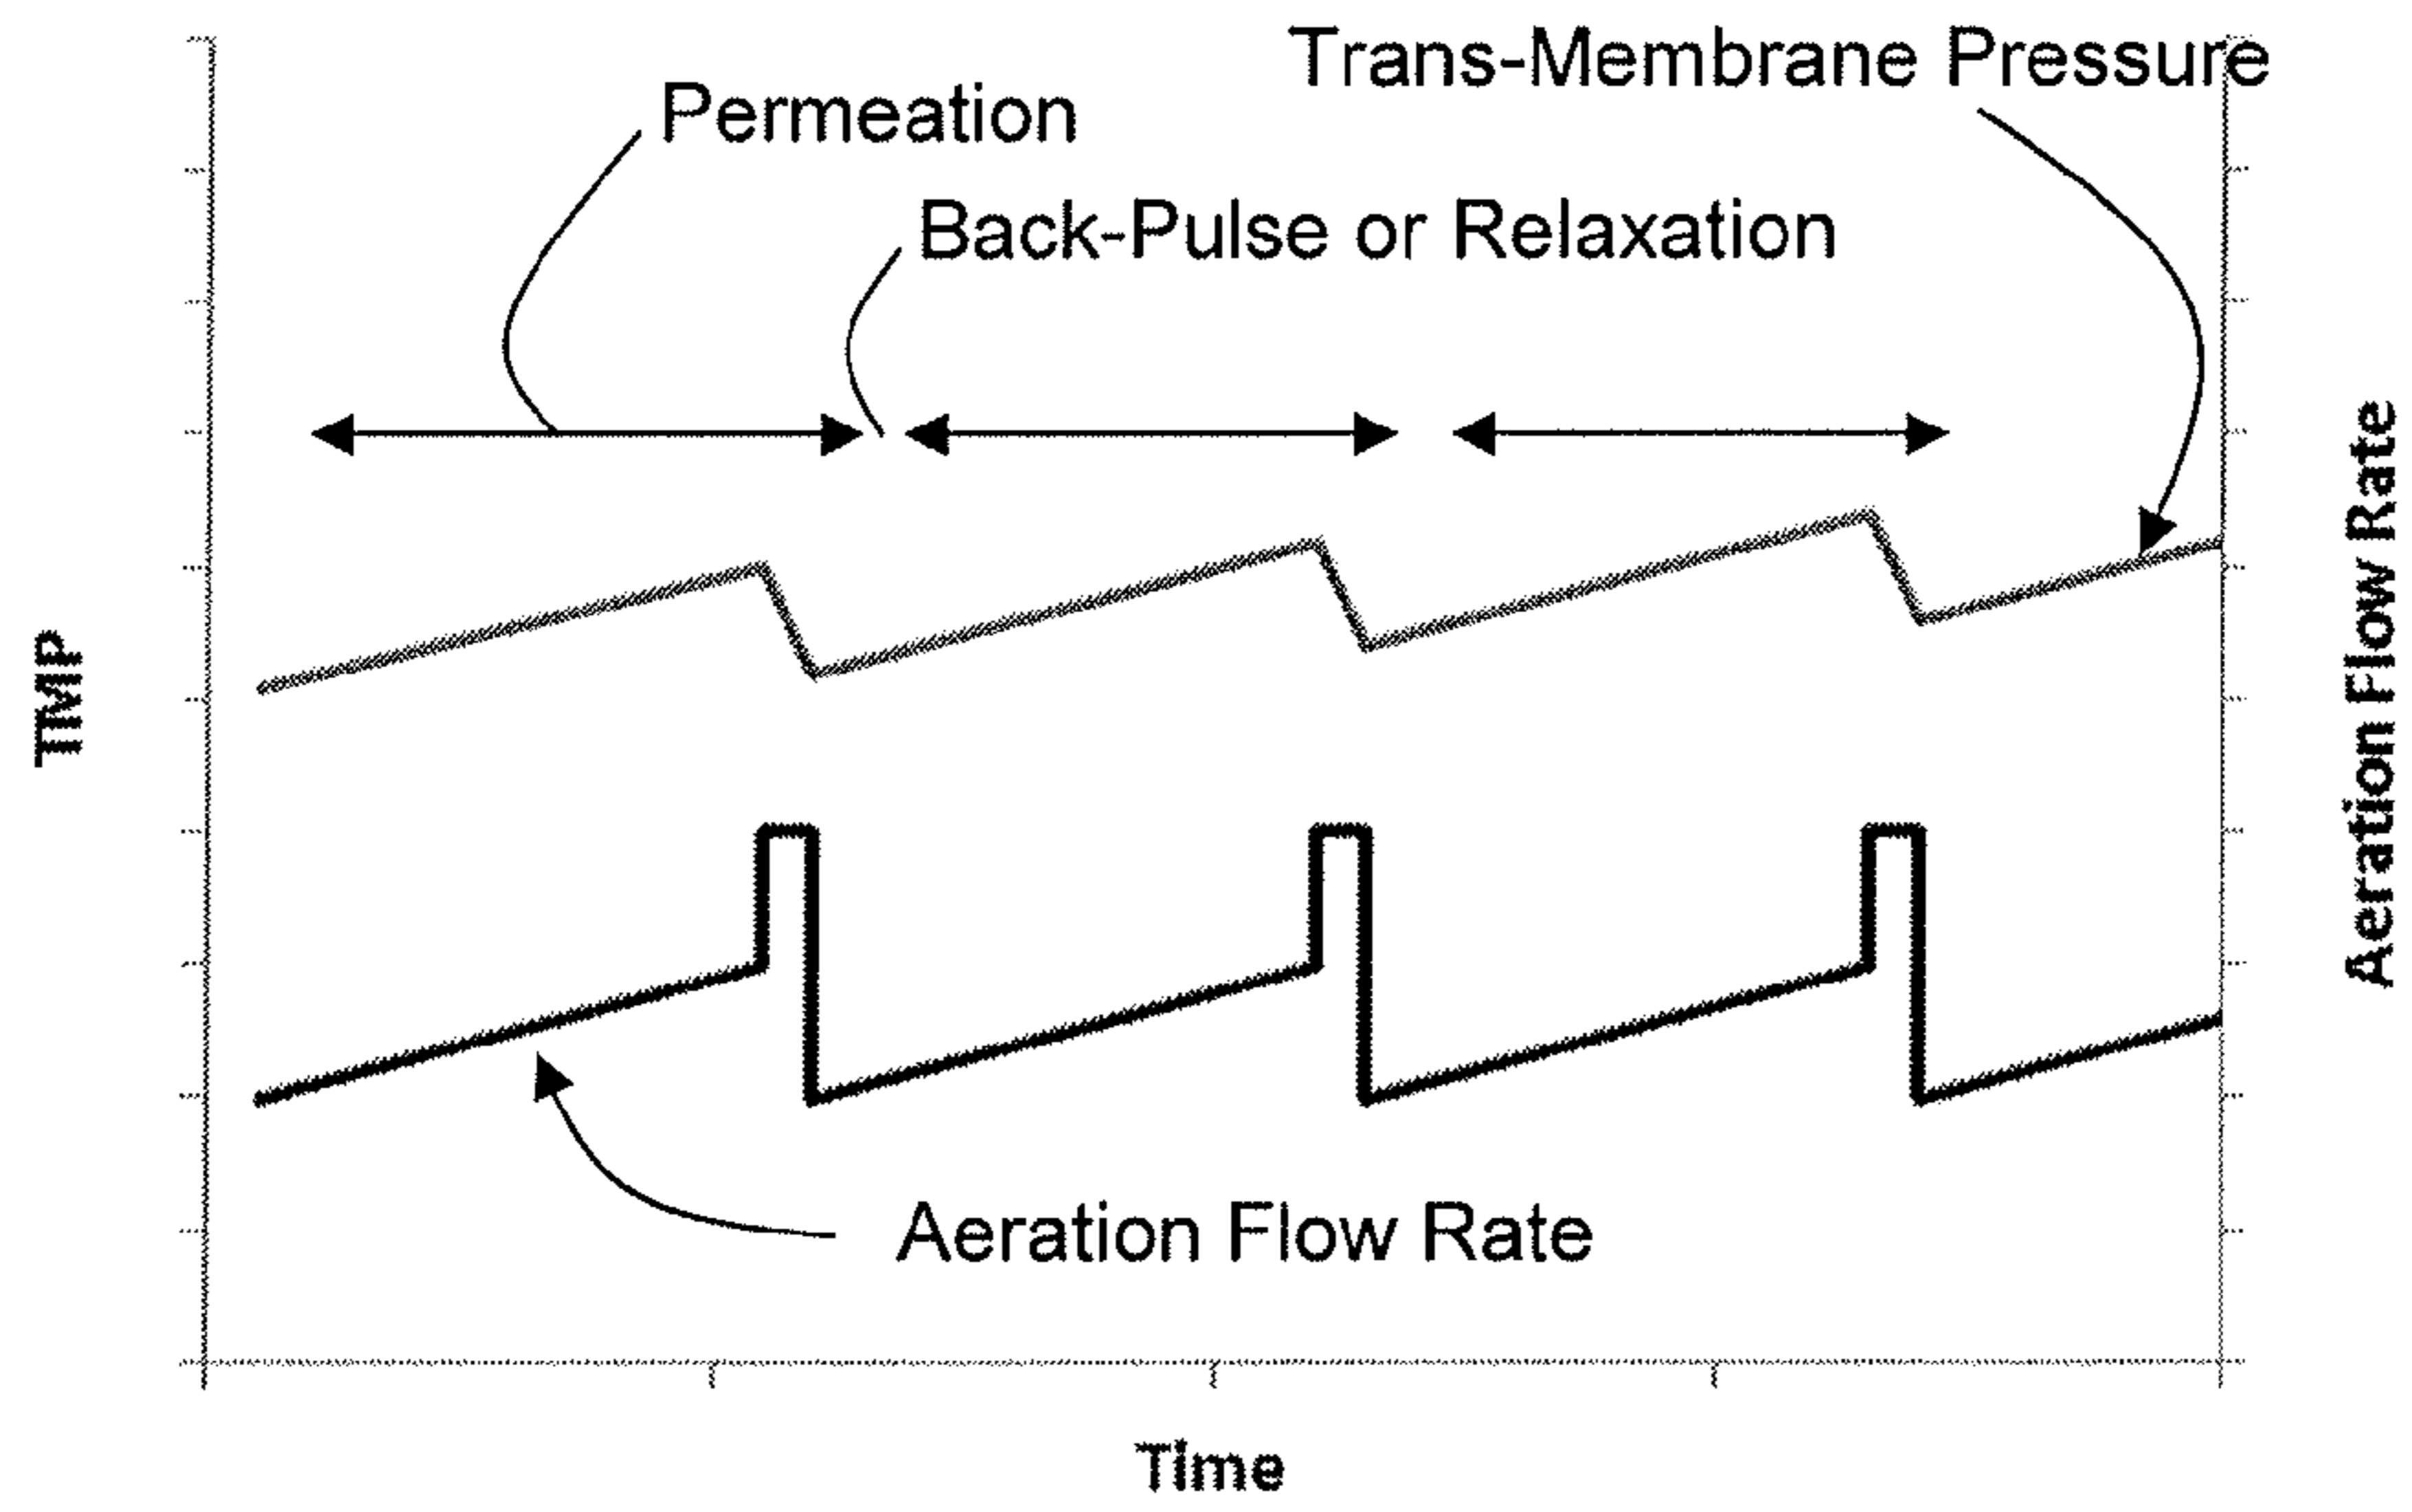 Trans-Membrane Pressure
Permeation
Back-Pulse or Relaxation
TMP
Aeration Flow Rate
Aeration Flow Rate
Time